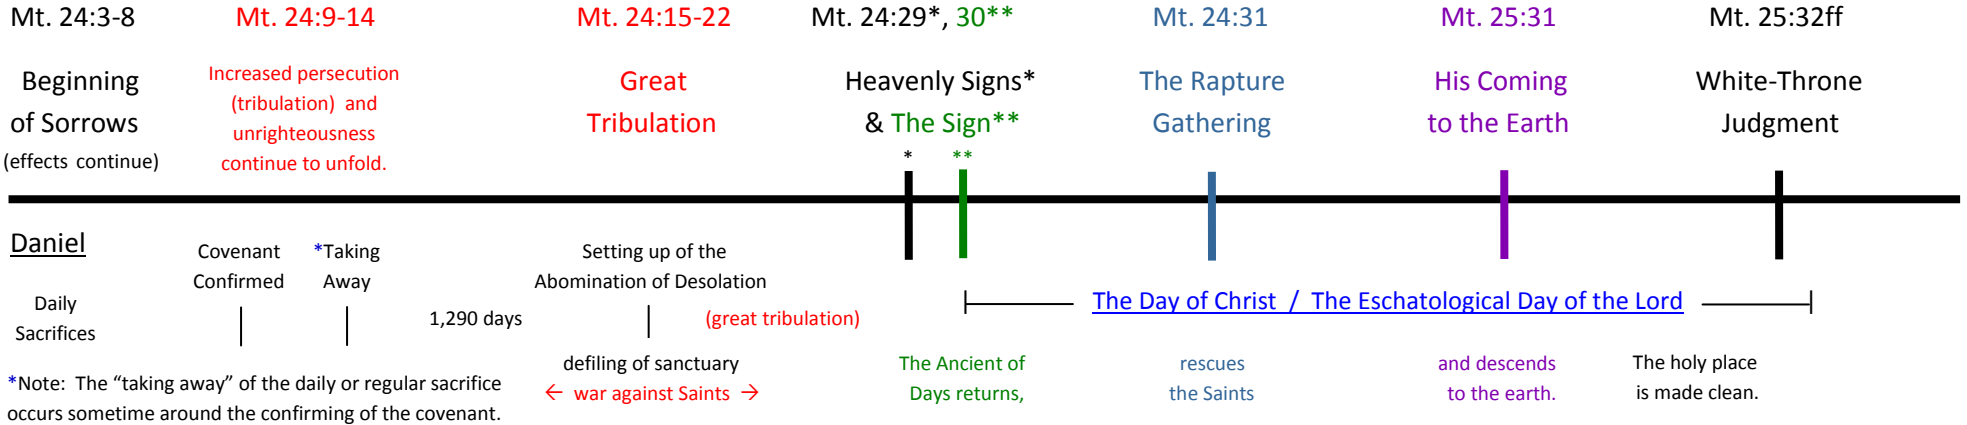 Mt. 24:3-8 Mt. 24:9-14 Mt. 24:15-22 Mt. 24:29*, 30** Mt. 24:31 Mt. 25:31 Mt. 25:32ff
Beginning
of Sorrows
(effects continue)
Increased persecution
(tribulation) and
unrighteousness
continue to unfold.
Great
Tribulation
Heavenly Signs*
& The Sign**
* **
The Rapture
Gathering
His Coming
to the Earth
White-Throne
Judgment
Daniel
Daily
Sacrifices
Covenant
Confirmed
*Taking
Away
1,290 days
Setting up of the
Abomination of Desolation
(great tribulation)
The Day of Christ / The Eschatological Day of the Lord
*Note: The “taking away” of the daily or regular sacrifice
occurs sometime around the confirming of the covenant.
defiling of sanctuary
← war against Saints →
The Ancient of
Days returns,
rescues
the Saints
and descends
to the earth.
The holy place
is made clean.